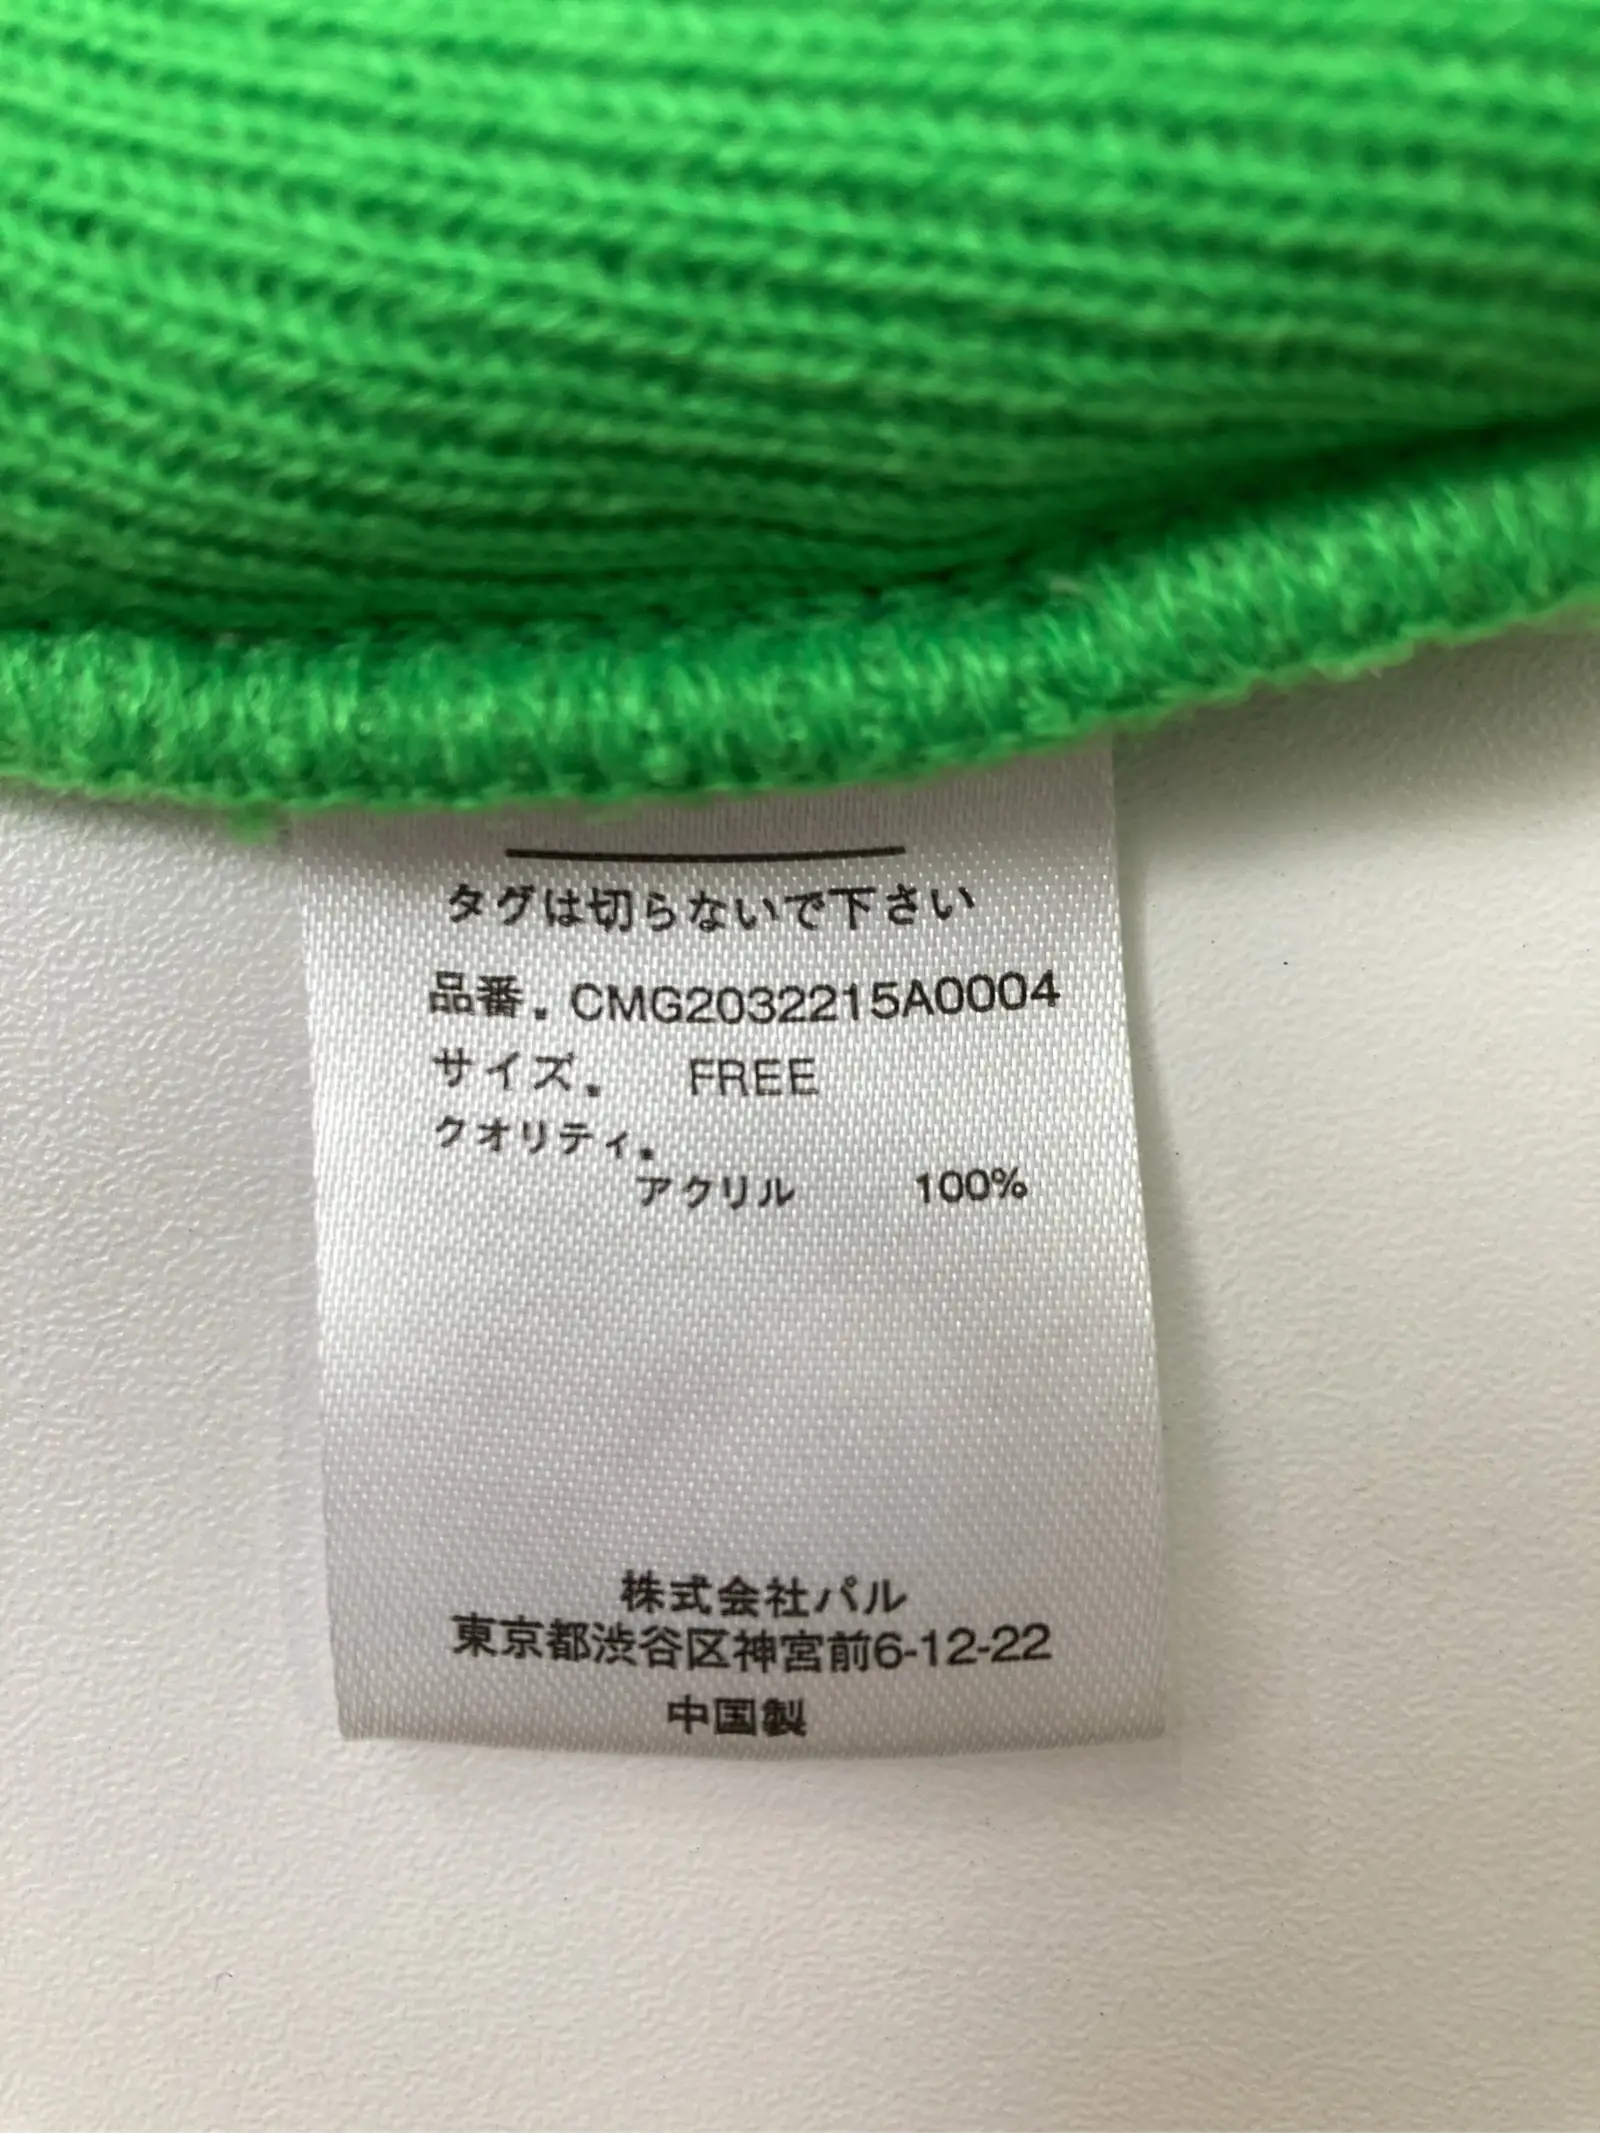 タグは切らないで下さい
品番. CMG2032215A0004
サイズ. FREE
クオリティ.
アクリル 100%
株式会社パル
東京都渋谷区神宮前6-12-22
中国製